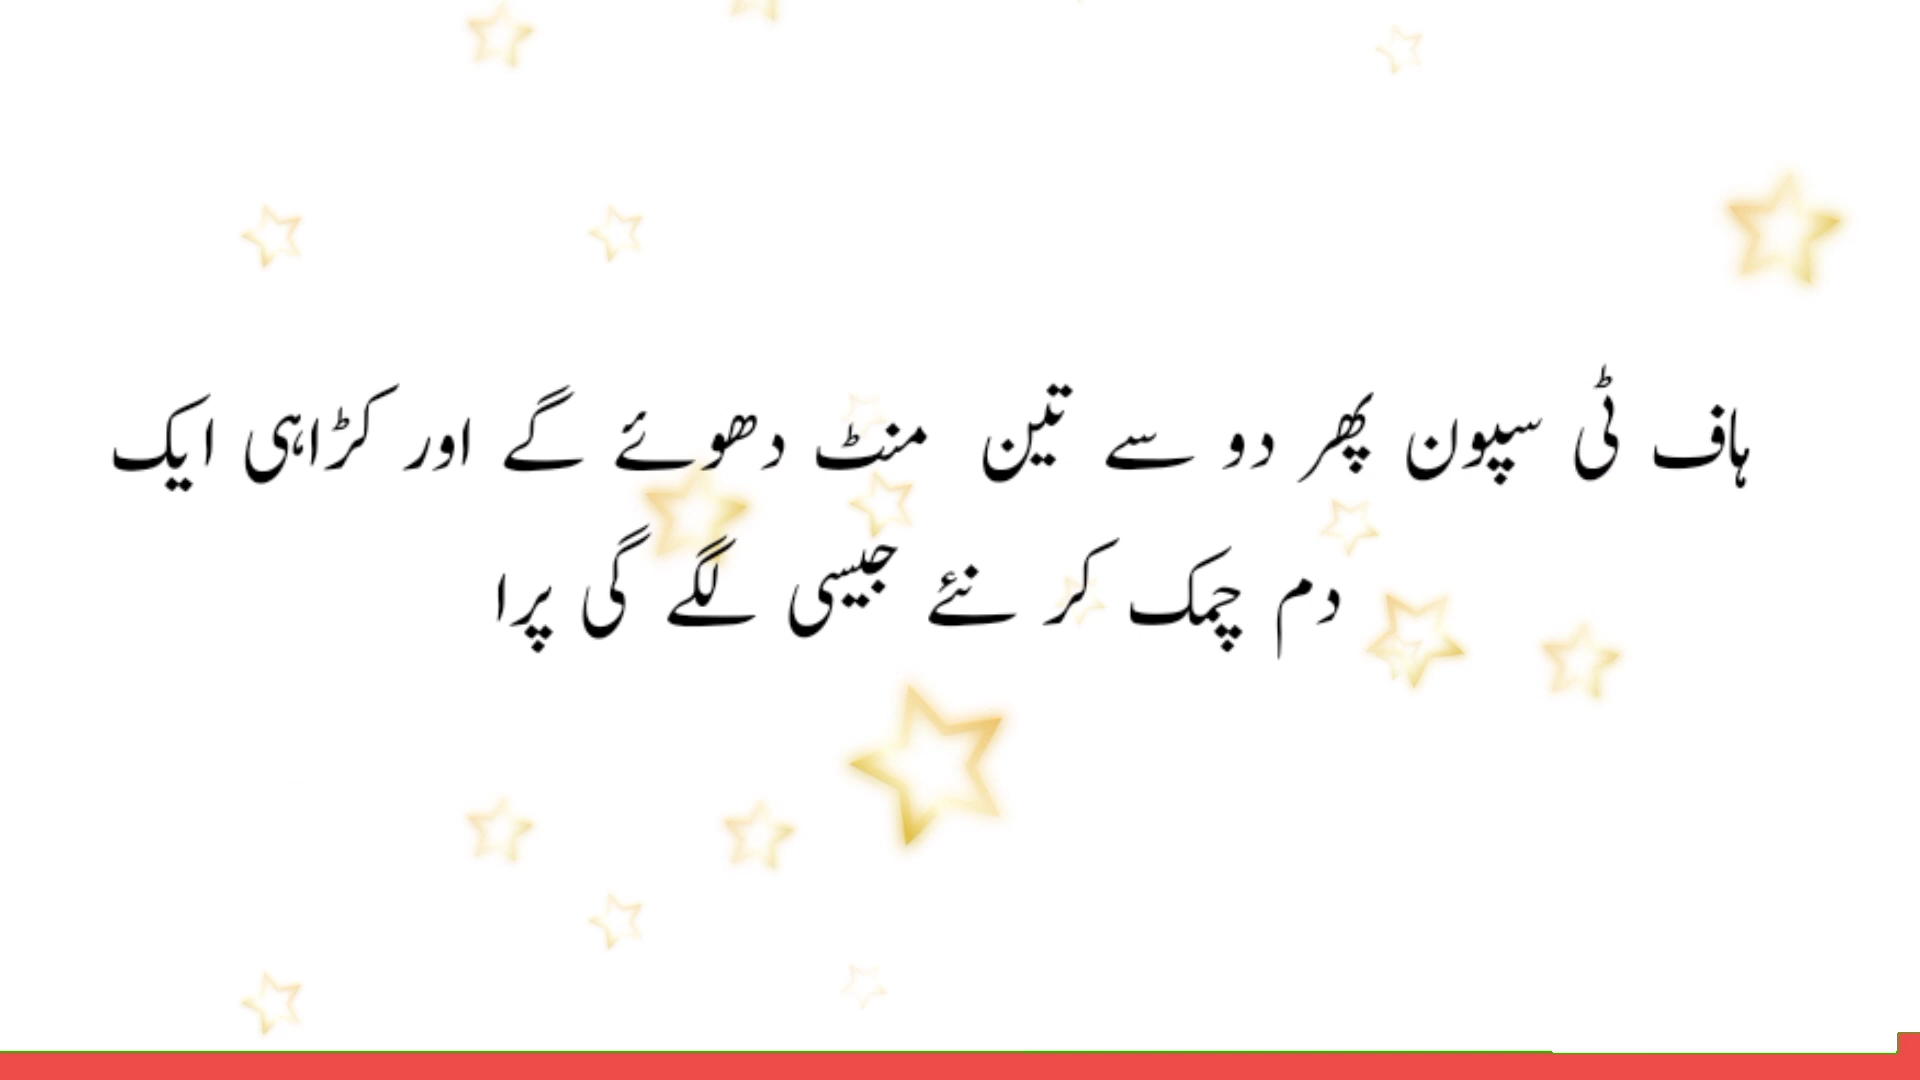 ہاف ٹی سپون پھر دو سے تین منٹ دھوئے گے اور کڑاہی ایک
دم چمک کر نئے جیسی لگے گی پرا